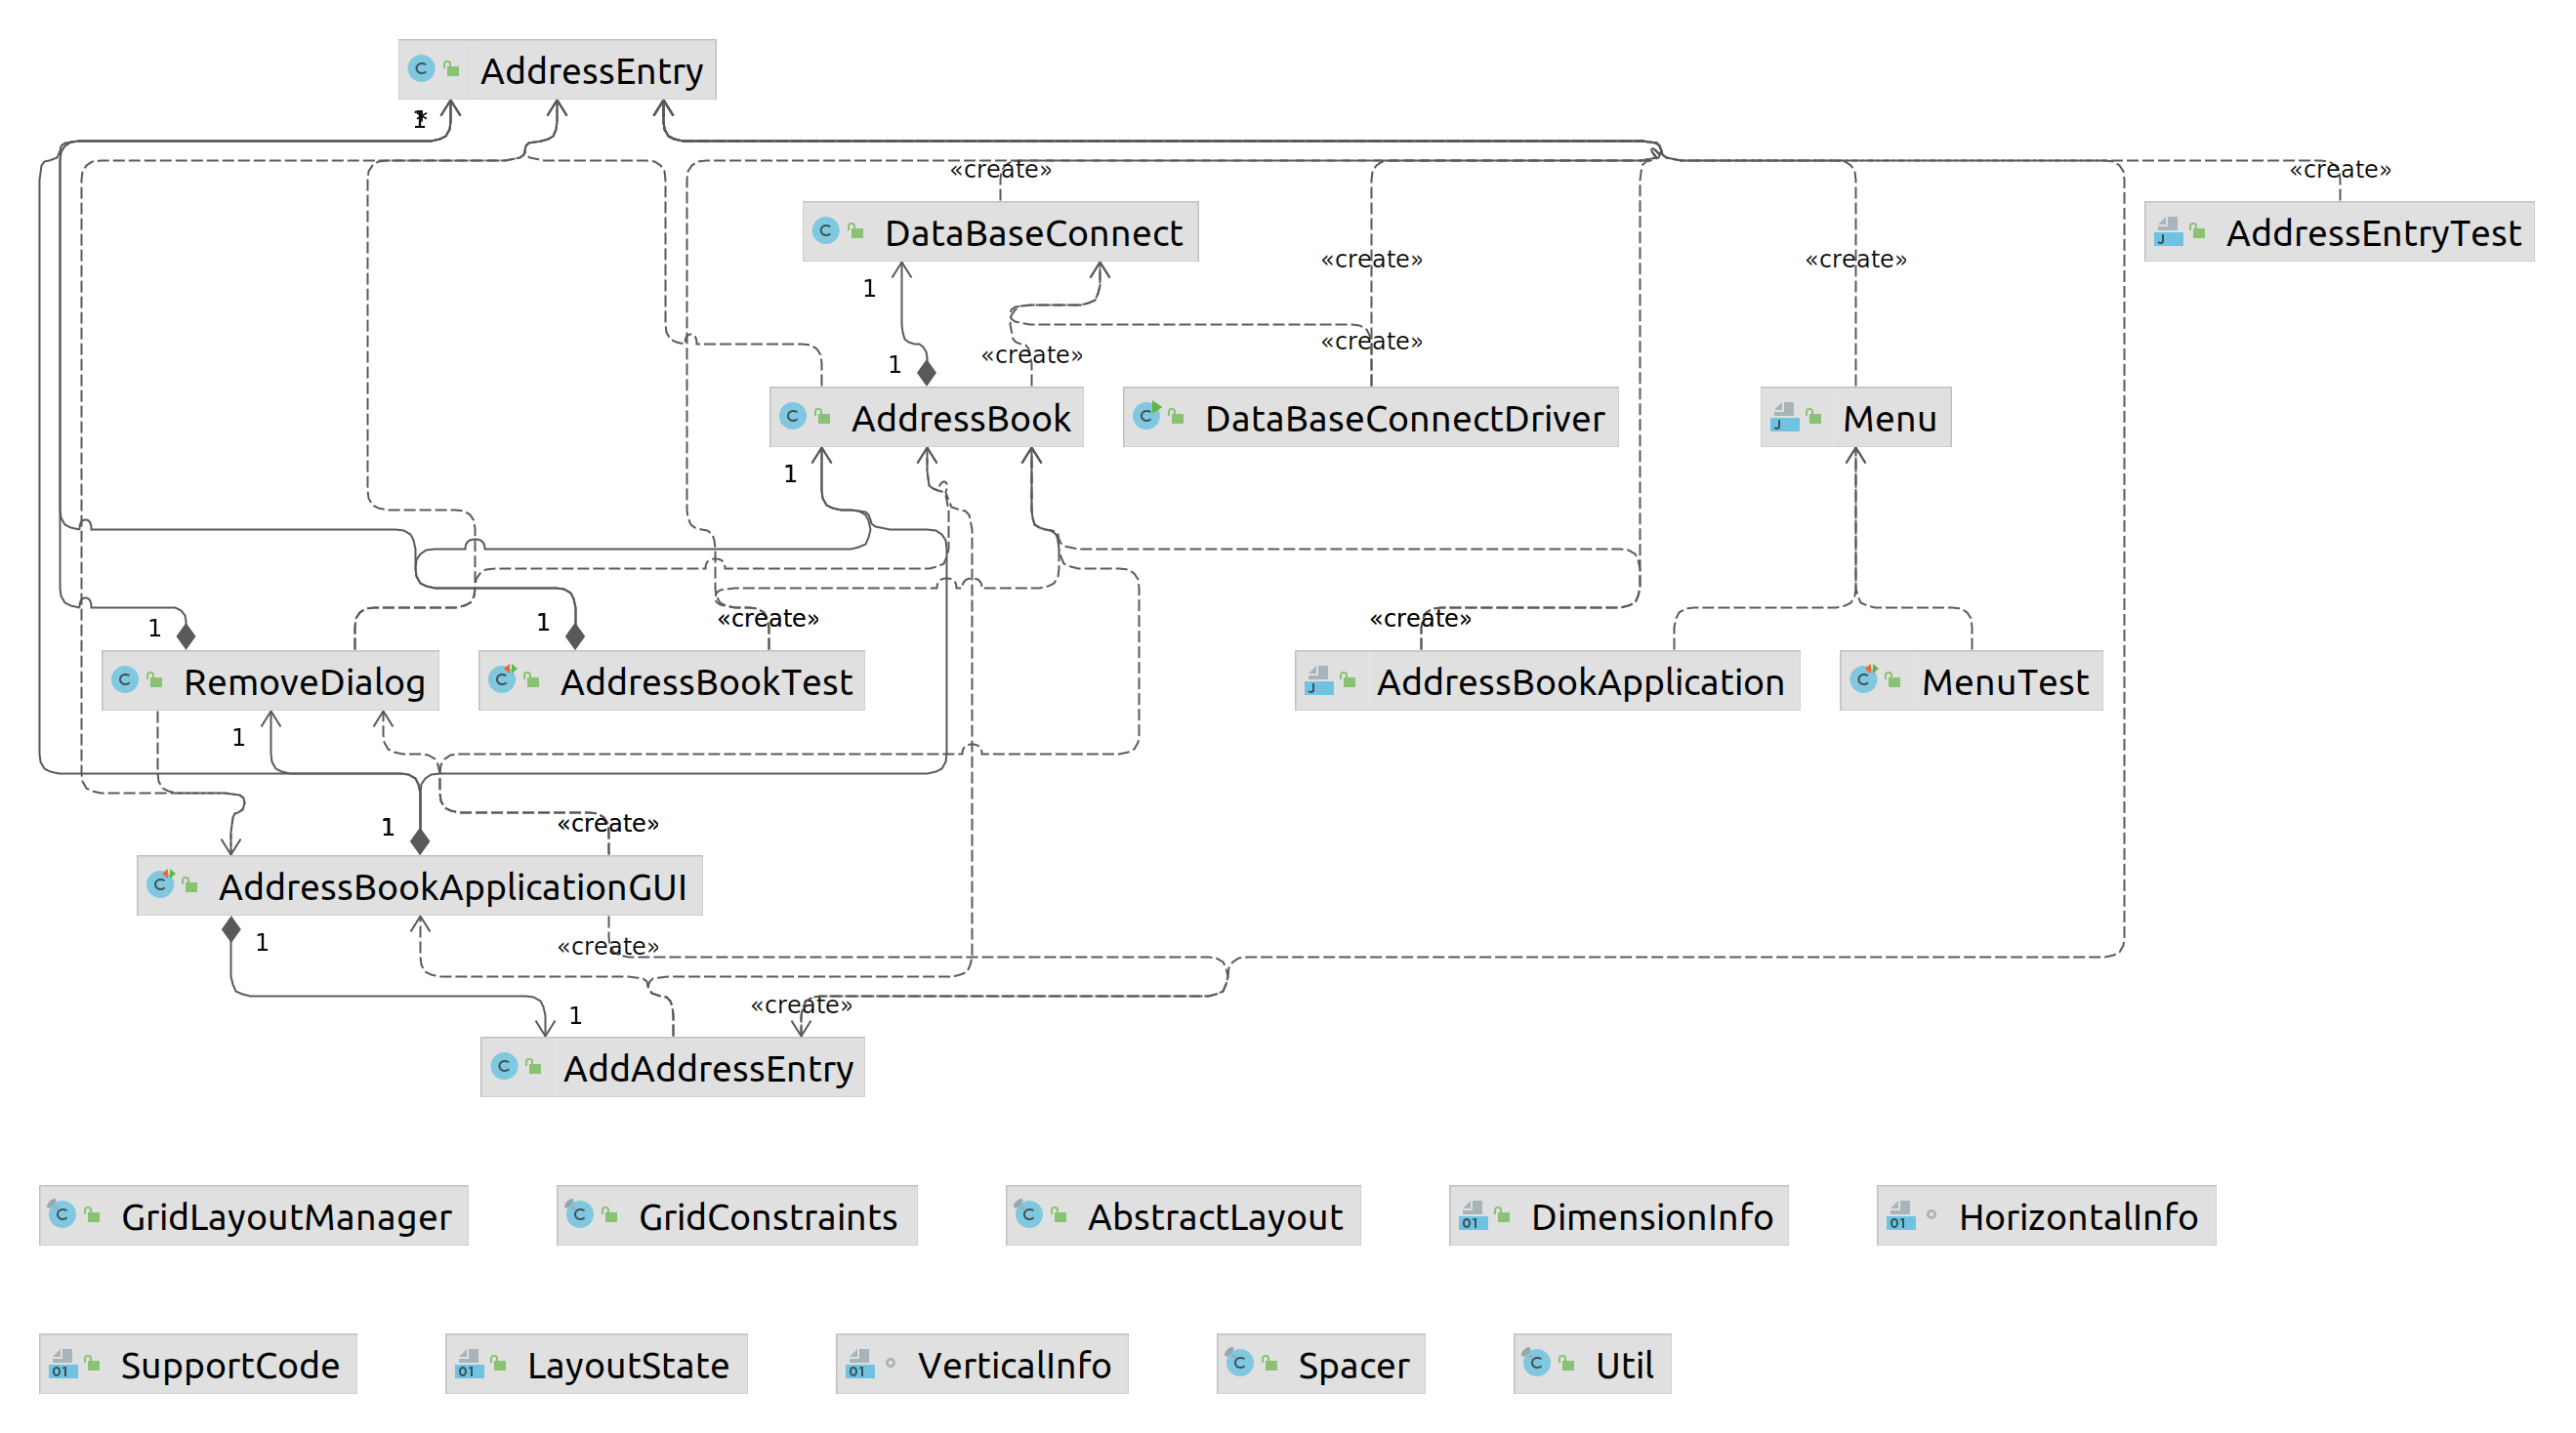 AddressEntry
1
*
«create»
«create»
DataBaseConnect
AddressEntryTest
«create»
«create»
1
«create»
«create»
1
AddressBook
DataBaseConnectDriver
Menu
1
«create»
«create»
1
1
RemoveDialog
AddressBookTest
AddressBookApplication
MenuTest
1
«create»
1
AddressBookApplicationGUI
1
«create»
«create»
1
AddAddressEntry
GridLayoutManager
GridConstraints
AbstractLayout
DimensionInfo
HorizontalInfo
SupportCode
LayoutState
VerticalInfo
Spacer
Util